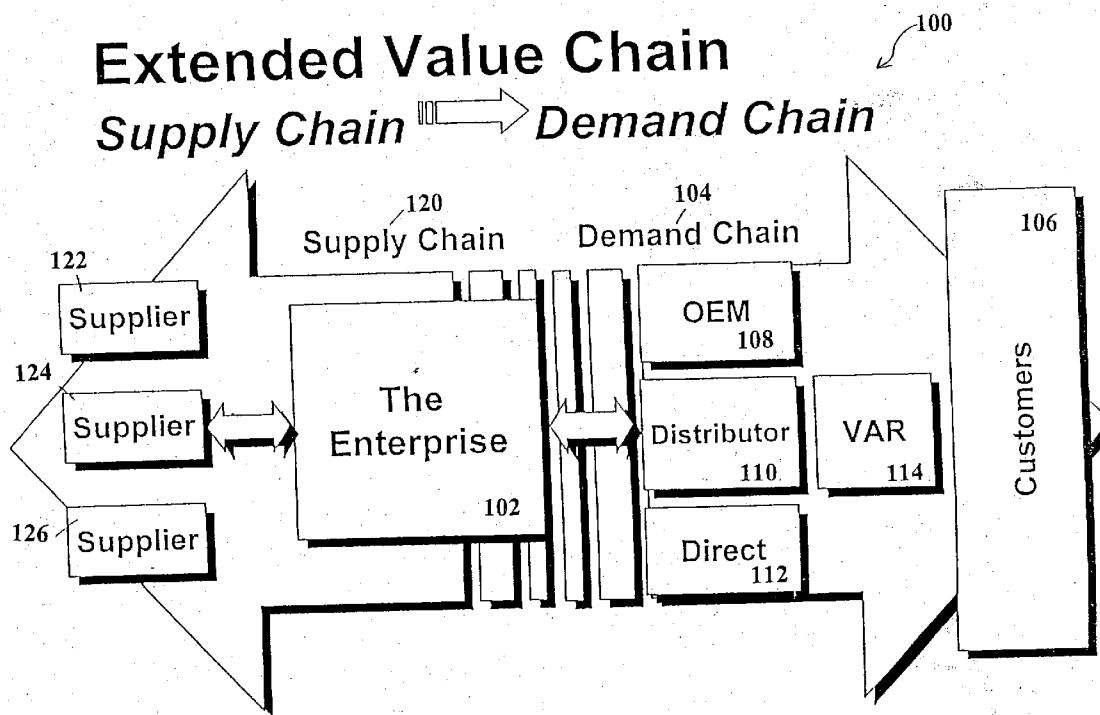 100
Extended Value Chain
Supply Chain Demand Chain
120
Supply Chain
104
Demand Chain
106
122
Supplier
OEM
108
124
Supplier
The
Enterprise
102
Distributor
110
VAR
114
Customers
126
Supplier
Direct
112